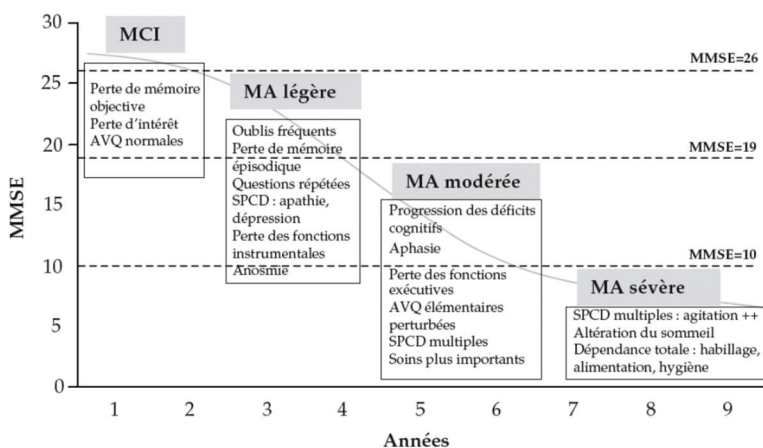 30
MCI
MMSE=26
25
Perte de mémoire
objective
Perte d'intérêt
AVQ normales
MA légère
Oublis fréquents
Perte de mémoire
épisodique
Questions répétées
SPCD : apathie,
dépression
Perte des fonctions
instrumentales
Anosmie
20
MMSE=19
15
MMSE
MA modérée
Progression des déficits
cognitifs
Aphasie
Perte des fonctions
exécutives
AVQ élémentaires
perturbées
SPCD multiples
Soins plus importants
10
MMSE=10
MA sévère
SPCD multiples : agitation ++
Altération du sommeil
Dépendance totale : habillage,
alimentation, hygiène
5
0
1 2 3 4 5 6 7 8 9
Années